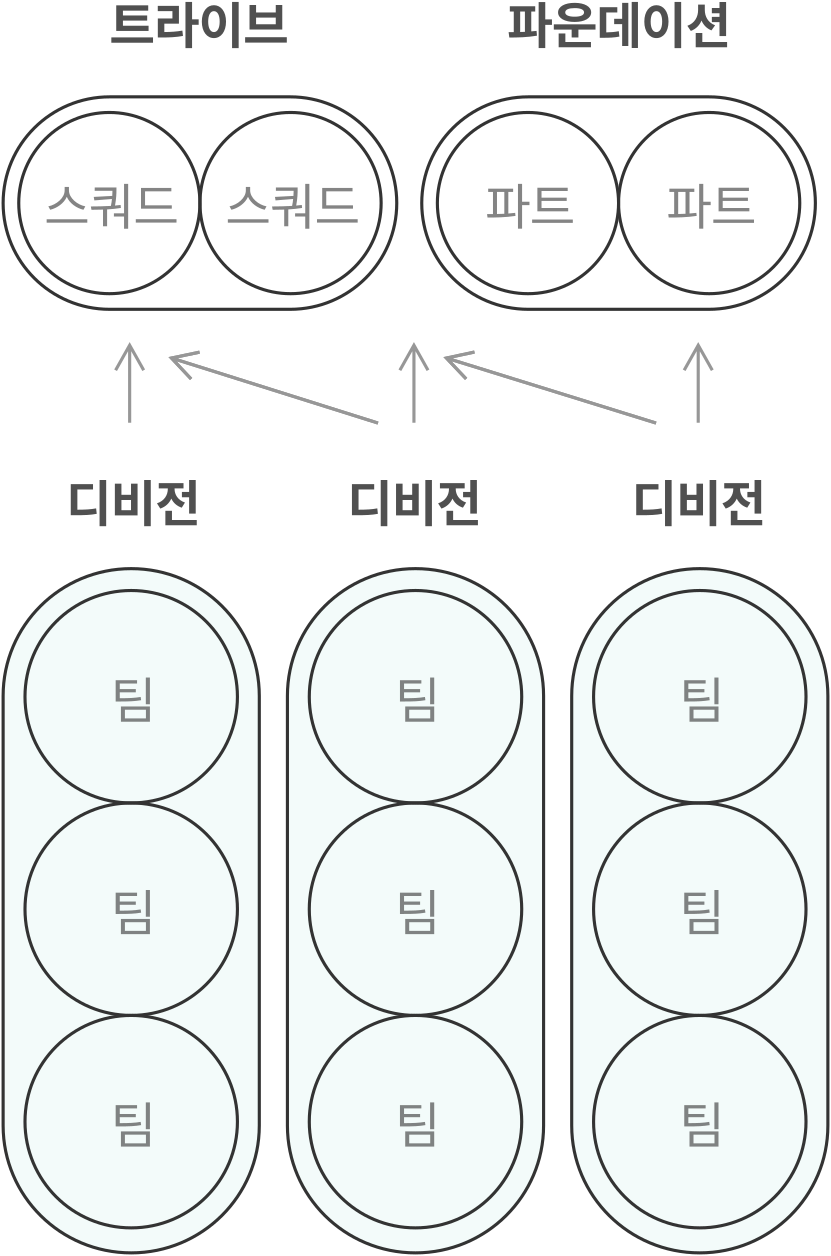 트라이브 파운데이션
스쿼드 스쿼드 파트 파트
디비전 디비전 디비전
팀 팀 팀
팀 팀 팀
팀 팀 팀